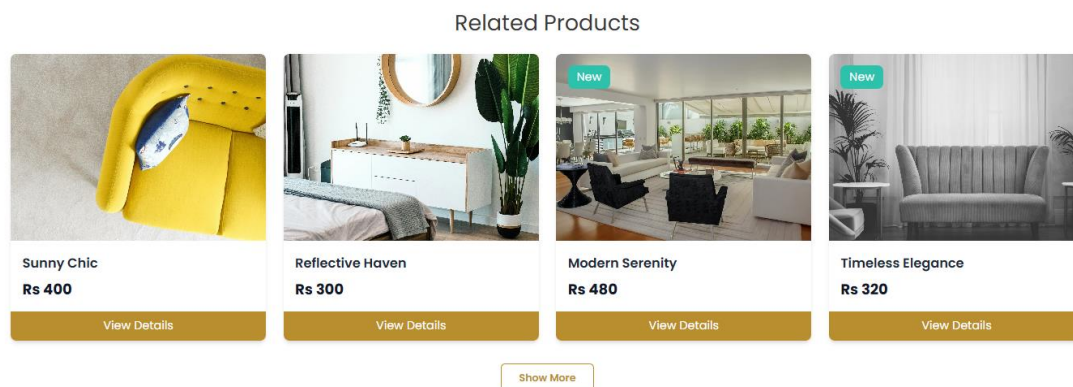 Related Products
New
New
Sunny Chic
Reflective Haven
Modern Serenity
Timeless Elegance
Rs 400
Rs 300
Rs 480
Rs 320
View Details
View Details
View Details
View Details
Show More